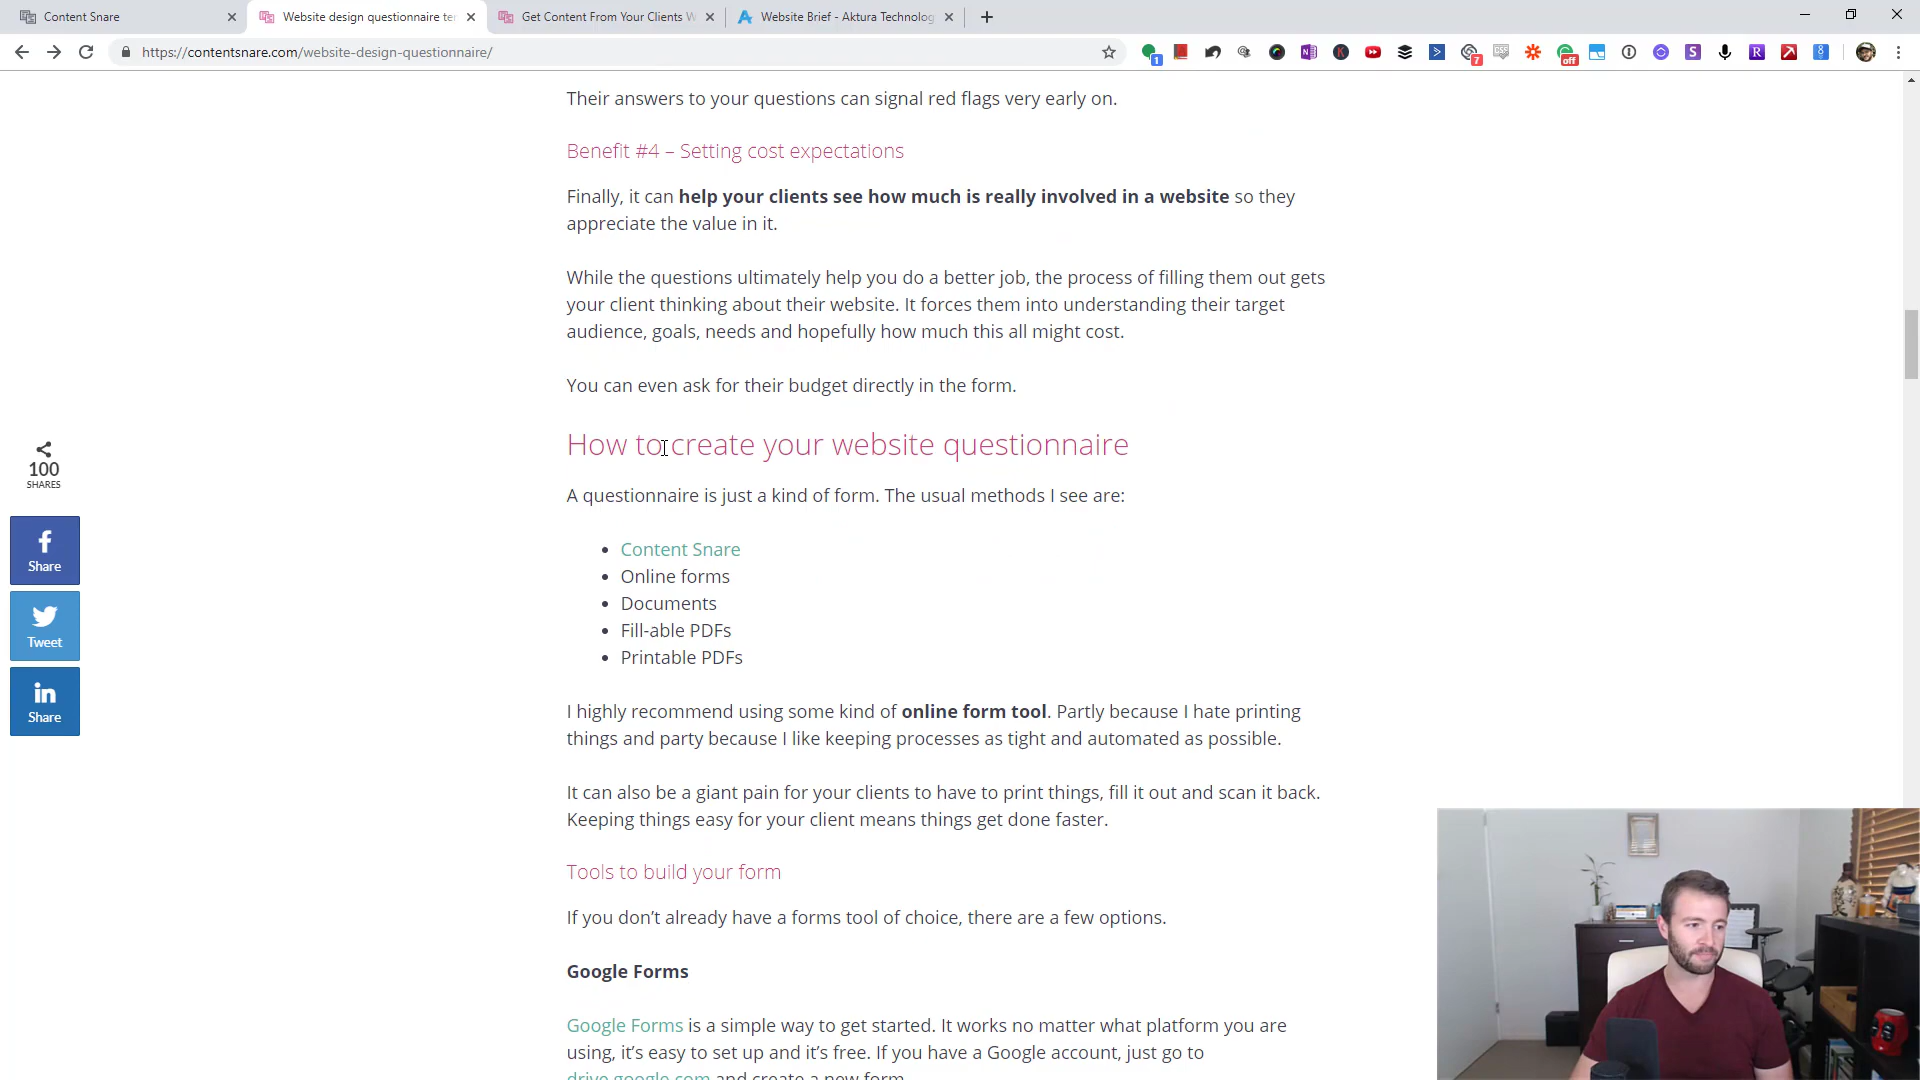 Content Snare
Website design questionnaire ter
Get Content From Your Clients W
Website Brief - Aktura Technolog
https://contentsnare.com/website-design-questionnaire/
1
7
off
Their answers to your questions can signal red flags very early on.
Benefit #4 – Setting cost expectations
Finally, it can help your clients see how much is really involved in a website so they
appreciate the value in it.
While the questions ultimately help you do a better job, the process of filling them out gets
your client thinking about their website. It forces them into understanding their target
audience, goals, needs and hopefully how much this all might cost.
You can even ask for their budget directly in the form.
How to create your website questionnaire
100
SHARES
A questionnaire is just a kind of form. The usual methods I see are:
Share
Tweet
Share
• Content Snare
• Online forms
• Documents
• Fill-able PDFs
• Printable PDFs
I highly recommend using some kind of online form tool. Partly because I hate printing
things and party because I like keeping processes as tight and automated as possible.
It can also be a giant pain for your clients to have to print things, fill it out and scan it back.
Keeping things easy for your client means things get done faster.
Tools to build your form
If you don't already have a forms tool of choice, there are a few options.
Google Forms
Google Forms is a simple way to get started. It works no matter what platform you are
using, it's easy to set up and it's free. If you have a Google account, just go to
drive.google.com and create a new form.